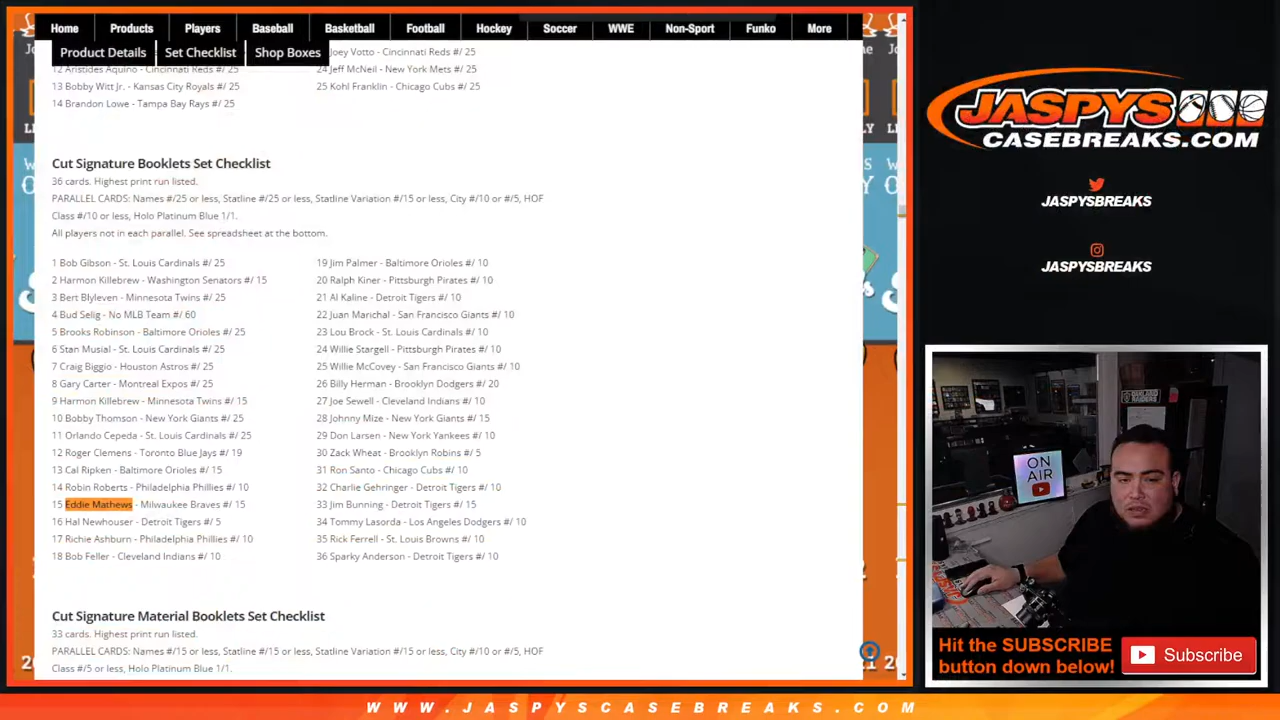 Home Products Players Baseball Basketball Football Hockey Soccer WWE Non-Sport Funko More
Product Details Set Checklist Shop Boxes
12 Aristides Aquino - Cincinnati Reds #/ 25
13 Bobby Witt Jr. - Kansas City Royals #/ 25
14 Brandon Lowe - Tampa Bay Rays #/ 25
Joey Votto - Cincinnati Reds #/ 25
24 Jeff McNeil - New York Mets #/ 25
25 Kohl Franklin - Chicago Cubs #/ 25
Cut Signature Booklets Set Checklist
36 cards. Highest print run listed.
PARALLEL CARDS: Names #/25 or less, Statline #/25 or less, Statline Variation #/15 or less, City #/10 or #/5, HOF
Class #/10 or less, Holo Platinum Blue 1/1.
All players not in each parallel. See spreadsheet at the bottom.
1 Bob Gibson - St. Louis Cardinals #/ 25
2 Harmon Killebrew - Washington Senators #/ 15
3 Bert Blyleven - Minnesota Twins #/ 25
4 Bud Selig - No MLB Team #/ 60
5 Brooks Robinson - Baltimore Orioles #/ 25
6 Stan Musial - St. Louis Cardinals #/ 25
7 Craig Biggio - Houston Astros #/ 25
8 Gary Carter - Montreal Expos #/ 25
9 Harmon Killebrew - Minnesota Twins #/ 15
10 Bobby Thomson - New York Giants #/ 25
11 Orlando Cepeda - St. Louis Cardinals #/ 25
12 Roger Clemens - Toronto Blue Jays #/ 19
13 Cal Ripken - Baltimore Orioles #/ 15
14 Robin Roberts - Philadelphia Phillies #/ 10
15 Eddie Mathews - Milwaukee Braves #/ 15
16 Hal Newhouser - Detroit Tigers #/ 5
17 Richie Ashburn - Philadelphia Phillies #/ 10
18 Bob Feller - Cleveland Indians #/ 10
19 Jim Palmer - Baltimore Orioles #/ 10
20 Ralph Kiner - Pittsburgh Pirates #/ 10
21 Al Kaline - Detroit Tigers #/ 10
22 Juan Marichal - San Francisco Giants #/ 10
23 Lou Brock - St. Louis Cardinals #/ 10
24 Willie Stargell - Pittsburgh Pirates #/ 10
25 Willie McCovey - San Francisco Giants #/ 10
26 Billy Herman - Brooklyn Dodgers #/ 20
27 Joe Sewell - Cleveland Indians #/ 10
28 Johnny Mize - New York Giants #/ 15
29 Don Larsen - New York Yankees #/ 10
30 Zack Wheat - Brooklyn Robins #/ 5
31 Ron Santo - Chicago Cubs #/ 10
32 Charlie Gehringer - Detroit Tigers #/ 10
33 Jim Bunning - Detroit Tigers #/ 15
34 Tommy Lasorda - Los Angeles Dodgers #/ 10
35 Rick Ferrell - St. Louis Browns #/ 10
36 Sparky Anderson - Detroit Tigers #/ 10
Cut Signature Material Booklets Set Checklist
33 cards. Highest print run listed.
PARALLEL CARDS: Names #/15 or less, Statline #/15 or less, Statline Variation #/15 or less, City #/10 or #/5, HOF
Class #/5 or less, Holo Platinum Blue 1/1.
JASPYS
CASEBREAKS.COM
JASPYSBREAKS
JASPYSBREAKS
OAKLAND
RAIDERS
ON
AIR
Hit the SUBSCRIBE
button down below!
Subscribe
WWW.JASPYSCASEBREAKS.COM